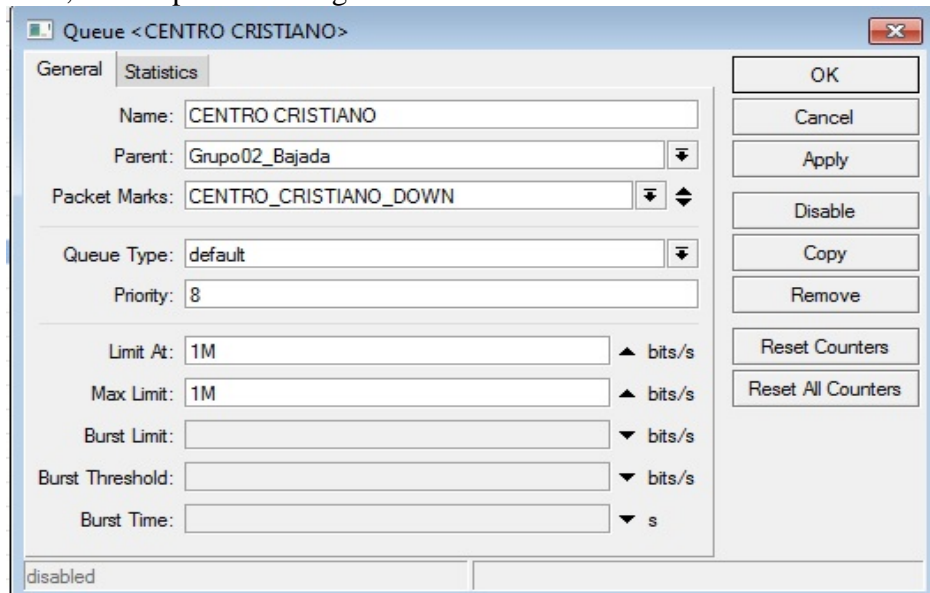 Queue <CENTRO CRISTIANO>
General Statistics
Name: CENTRO CRISTIANO
Parent: Grupo02_Bajada
Packet Marks: CENTRO_CRISTIANO_DOWN
Queue Type: default
Priority: 8
Limit At: 1M bits/s
Max Limit: 1M bits/s
Burst Limit: bits/s
Burst Threshold: bits/s
Burst Time: s
disabled
OK
Cancel
Apply
Disable
Copy
Remove
Reset Counters
Reset All Counters